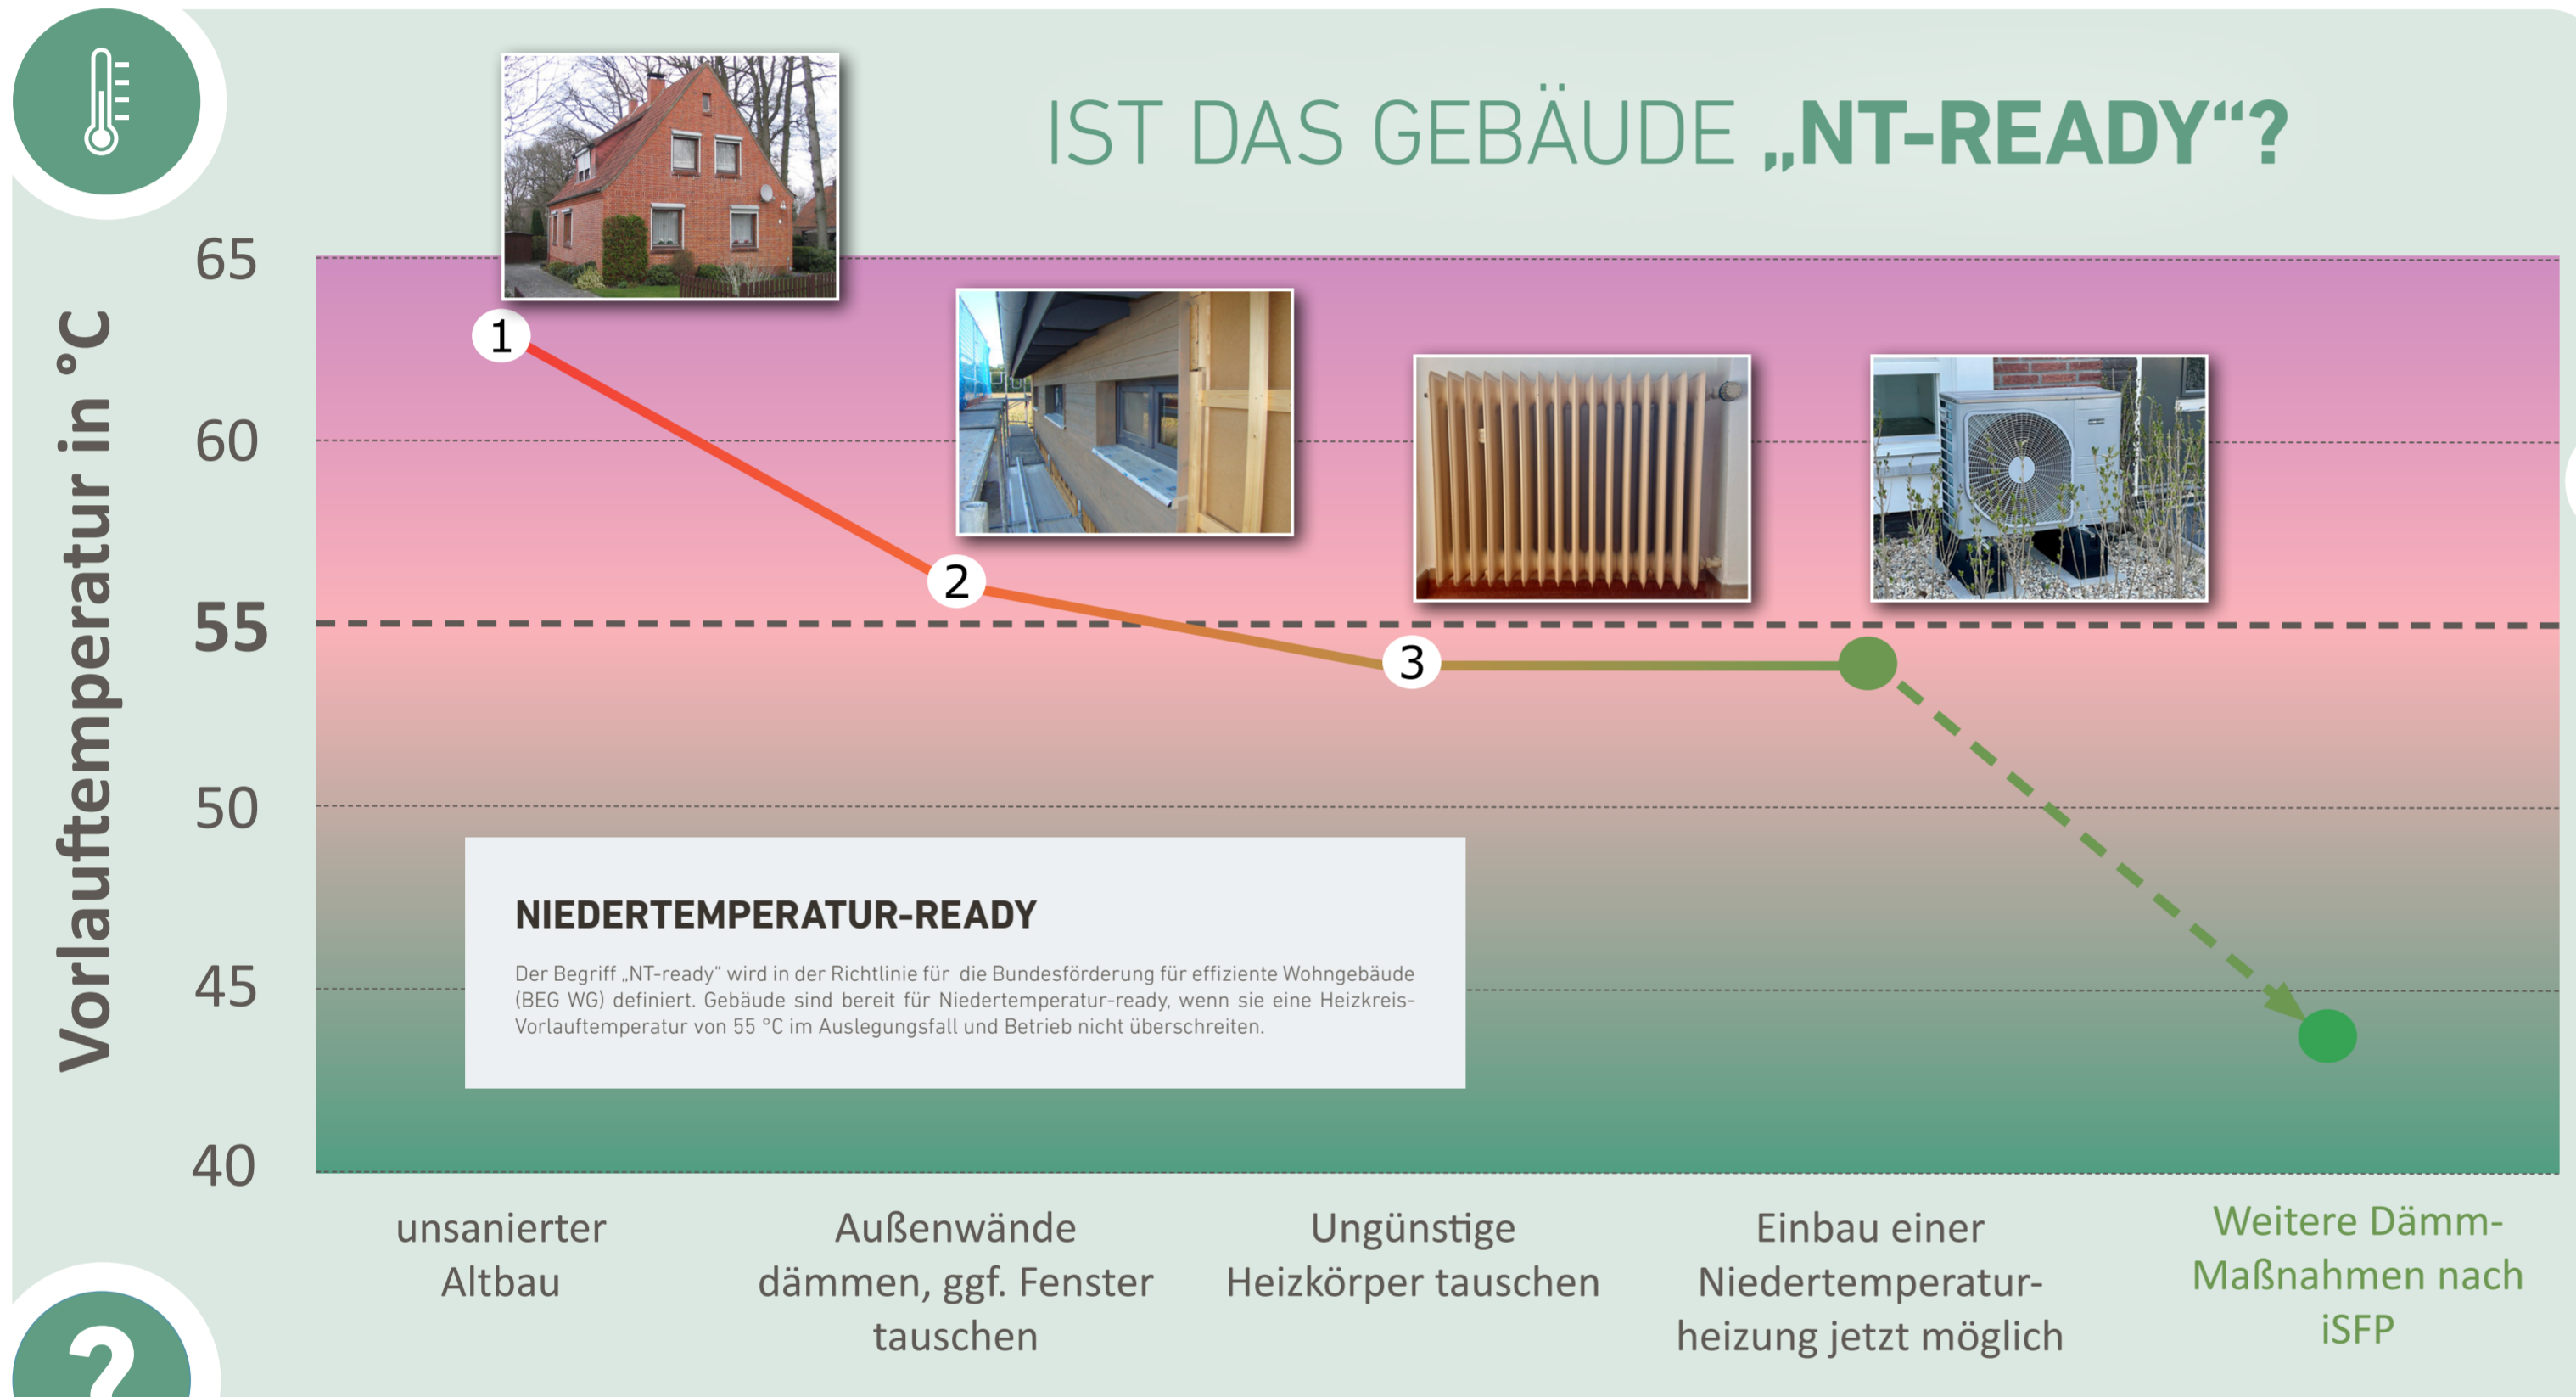 IST DAS GEBÄUDE „NT-READY“?
Vorlauftemperatur in °C
65
60
55
50
45
40
1
2
3
NIEDERTEMPERATUR-READY
Der Begriff „NT-ready“ wird in der Richtlinie für die Bundesförderung für effiziente Wohngebäude
(BEG WG) definiert. Gebäude sind bereit für Niedertemperatur-ready, wenn sie eine Heizkreis-
Vorlauftemperatur von 55 °C im Auslegungsfall und Betrieb nicht überschreiten.
unsanierter
Altbau
Außenwände
dämmen, ggf. Fenster
tauschen
Ungünstige
Heizkörper tauschen
Einbau einer
Niedertemperatur-
heizung jetzt möglich
Weitere Dämm-
Maßnahmen nach
iSFP
?